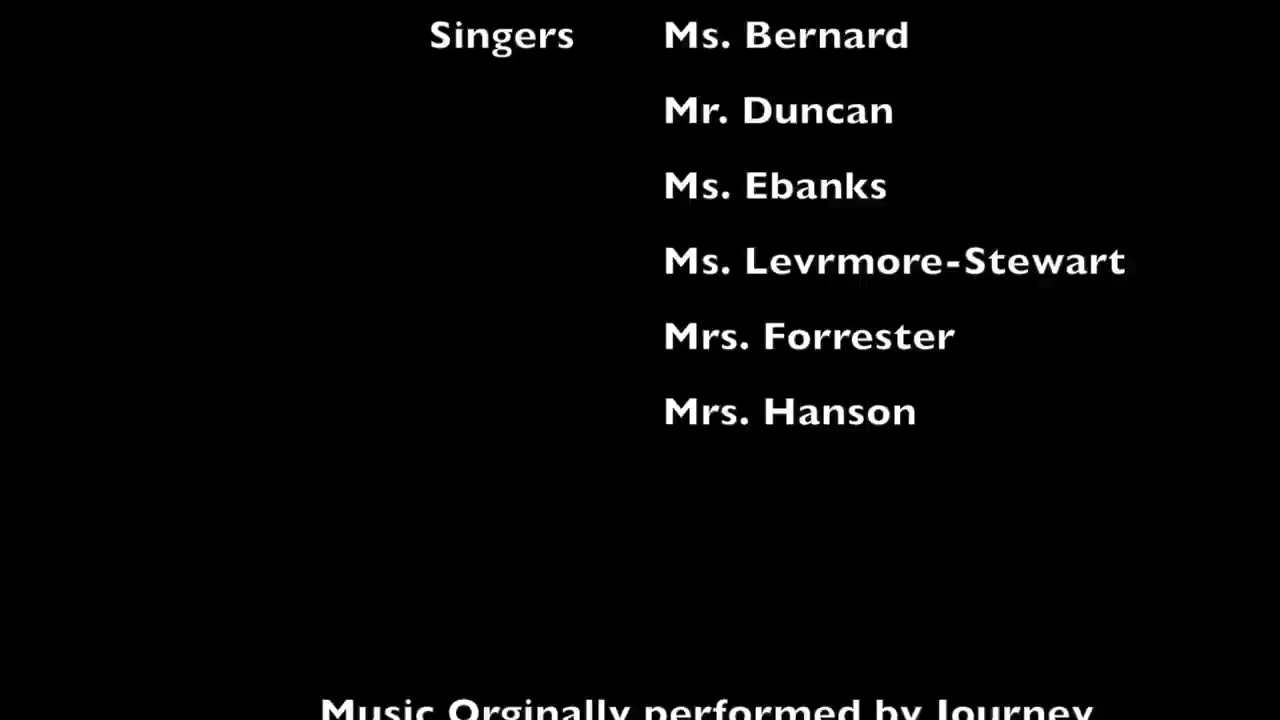 Singers Ms. Bernard
Mr. Duncan
Ms. Ebanks
Ms. Levrmore-Stewart
Mrs. Forrester
Mrs. Hanson
Music Orginally performed by Journey